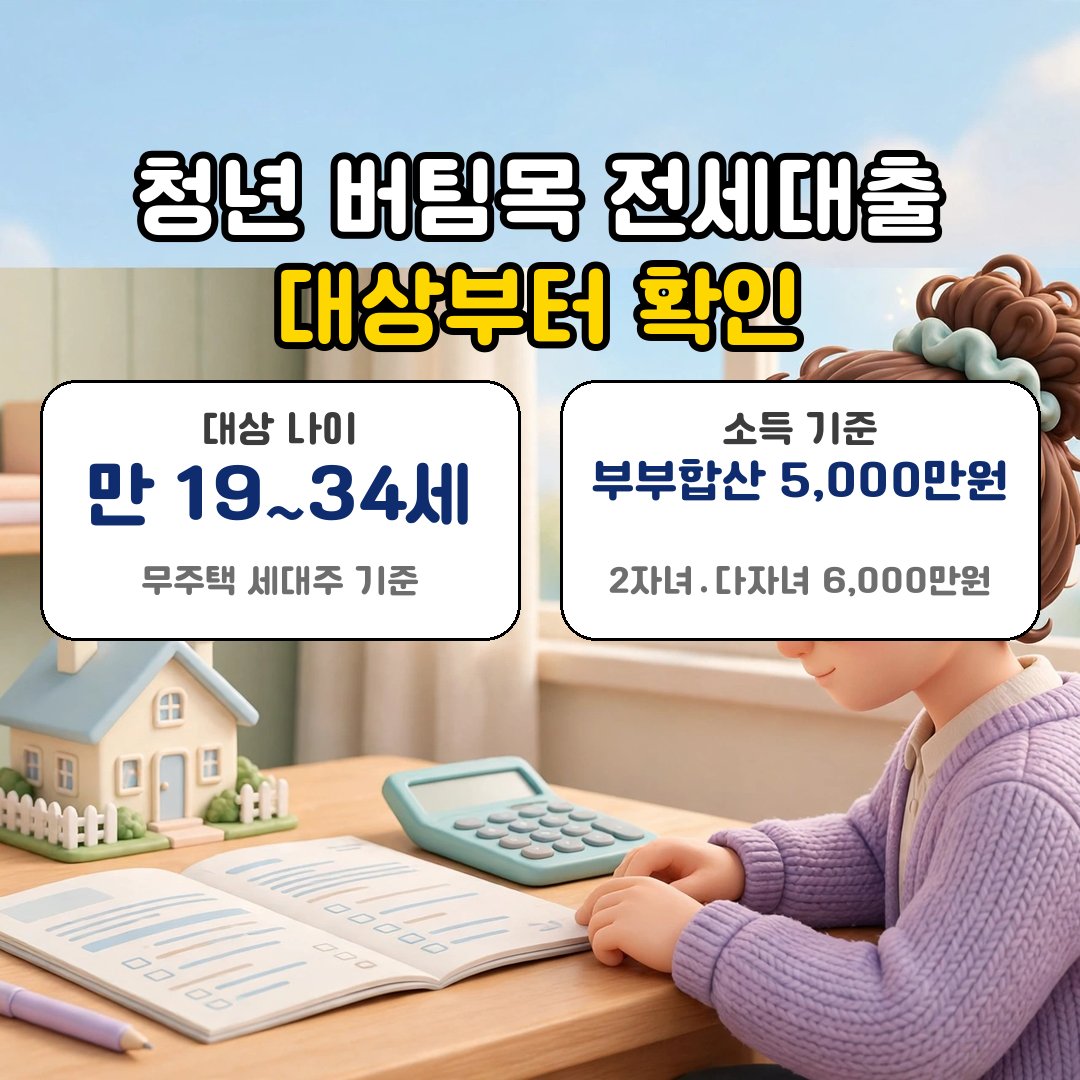 청년 버팀목 전세대출
대상부터 확인
대상 나이
만 19~34세
무주택 세대주 기준
소득 기준
부부합산 5,000만원
2자녀·다자녀 6,000만원